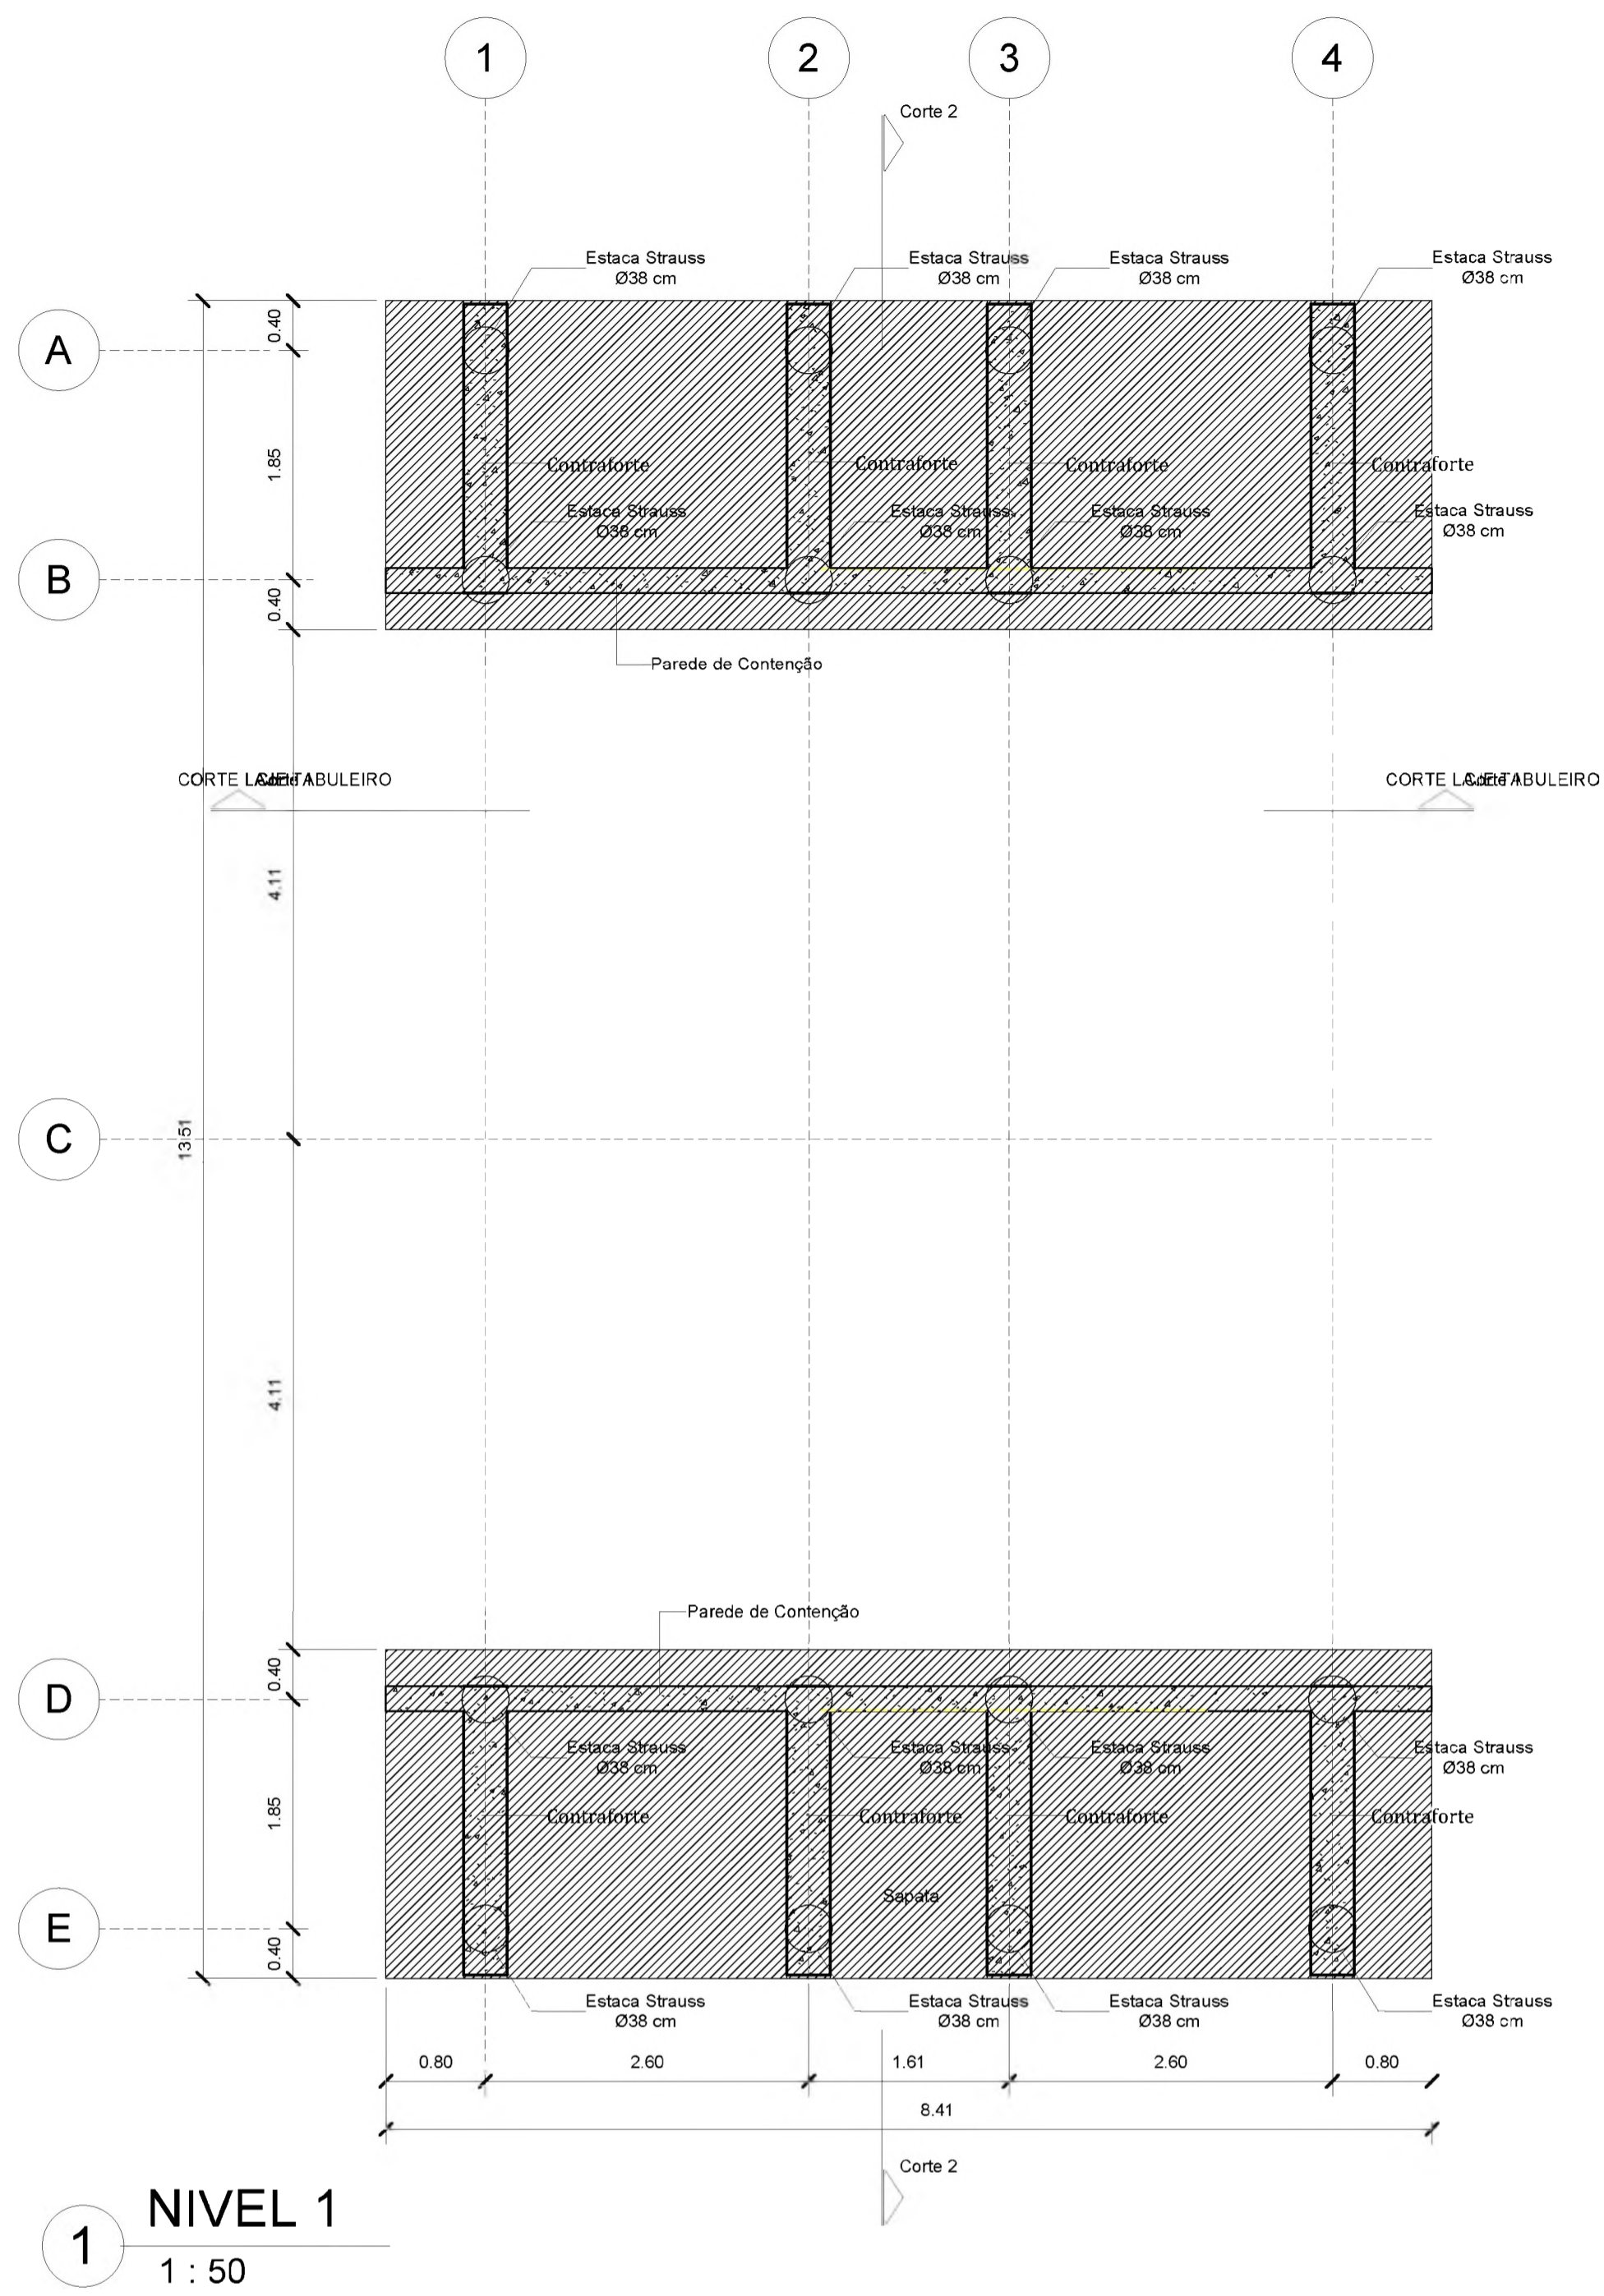 1
2
3
4
Corte 2
Estaca Strauss
Ø38 cm
Estaca Strauss
Ø38 cm
Estaca Strauss
Ø38 cm
Estaca Strauss
Ø38 cm
0.40
A
1.85
Contraforte
Contraforte
Contraforte
Contraforte
Estaca Strauss
Ø38 cm
Estaca Strauss
Ø38 cm
Estaca Strauss
Ø38 cm
Estaca Strauss
Ø38 cm
B
0.40
Parede de Contenção
CORTE
TABULEIRO
CORTE
TABULEIRO
4.11
C
13.51
4.11
Parede de Contenção
0.40
D
Estaca Strauss
Ø38 cm
Estaca Strauss
Ø38 cm
Estaca Strauss
Ø38 cm
Estaca Strauss
Ø38 cm
1.85
Contraforte
Contraforte
Contraforte
Contraforte
Sapata
E
0.40
Estaca Strauss
Ø38 cm
Estaca Strauss
Ø38 cm
Estaca Strauss
Ø38 cm
Estaca Strauss
Ø38 cm
0.80
2.60
1.61
2.60
0.80
8.41
Corte 2
1
NIVEL 1
1 : 50